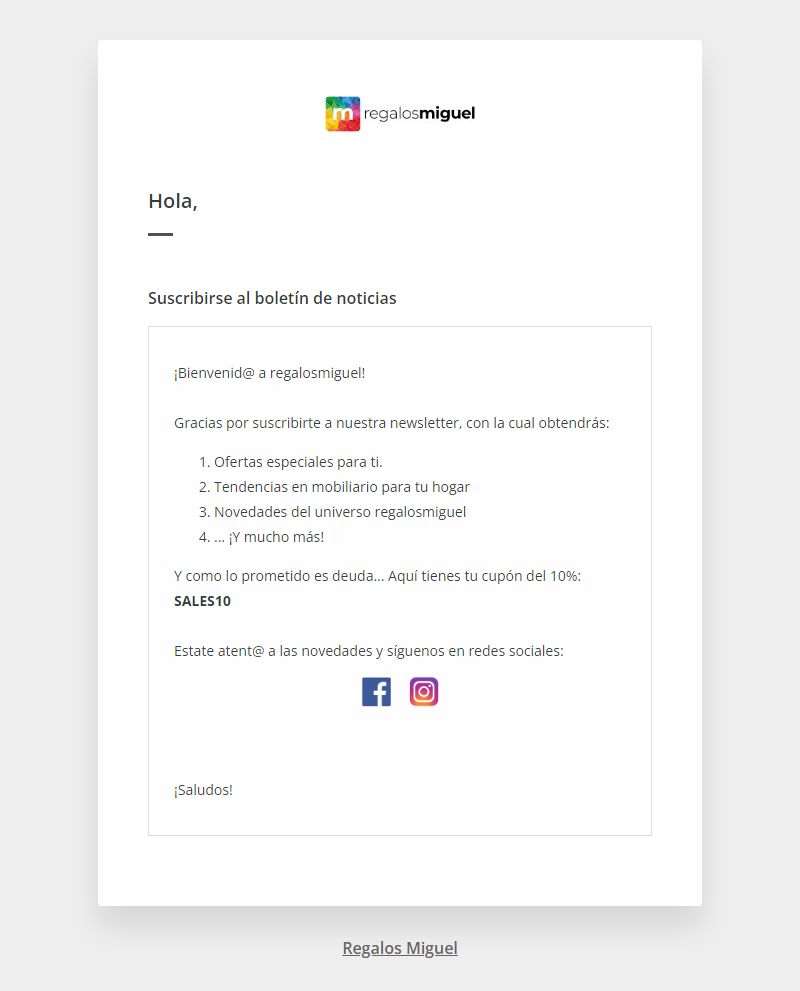 m regalosmiguel
Hola,
Suscribirse al boletín de noticias
¡Bienvenid@ a regalosmiguel!
Gracias por suscribirte a nuestra newsletter, con la cual obtendrás:
1. Ofertas especiales para ti.
2. Tendencias en mobiliario para tu hogar
3. Novedades del universo regalosmiguel
4. ... ¡Y mucho más!
Y como lo prometido es deuda... Aquí tienes tu cupón del 10%:
SALES10
Estate atent@ a las novedades y síguenos en redes sociales:
¡Saludos!
Regalos Miguel